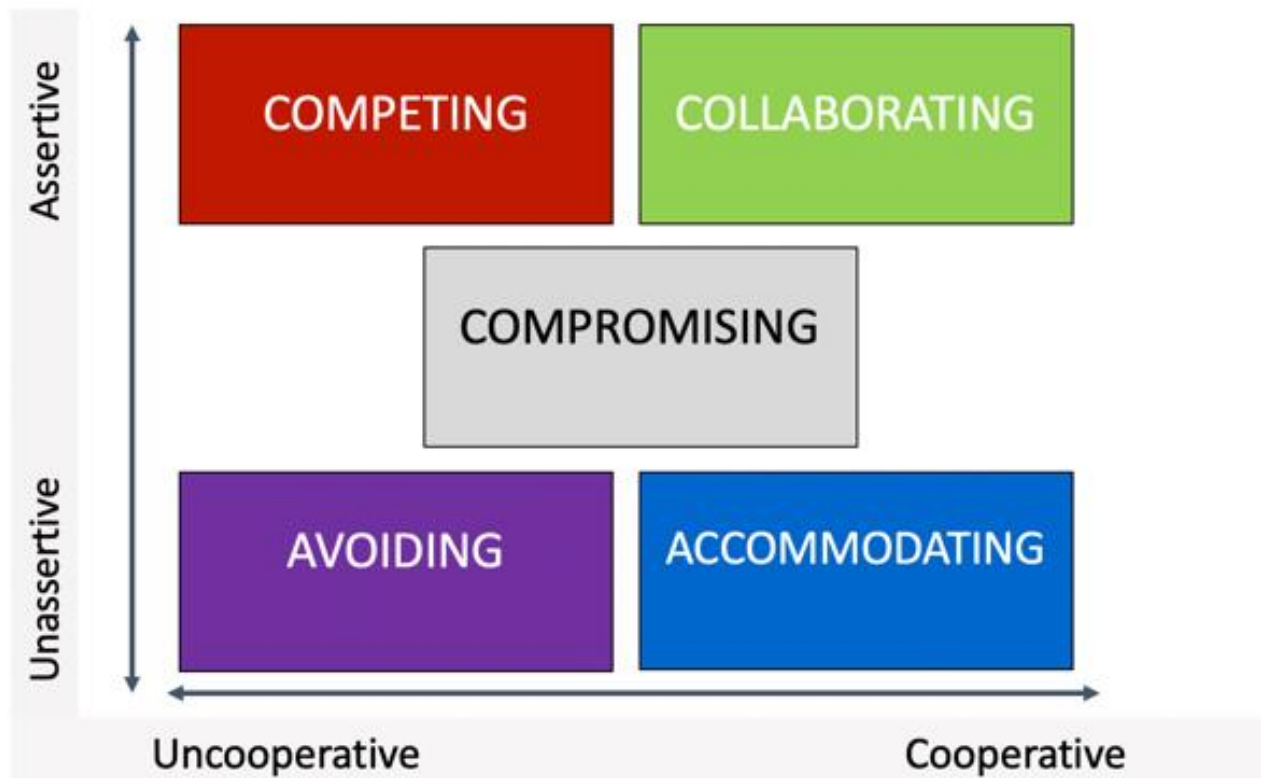 Assertive
COMPETING
COLLABORATING
COMPROMISING
Unassertive
AVOIDING
ACCOMMODATING
Uncooperative
Cooperative